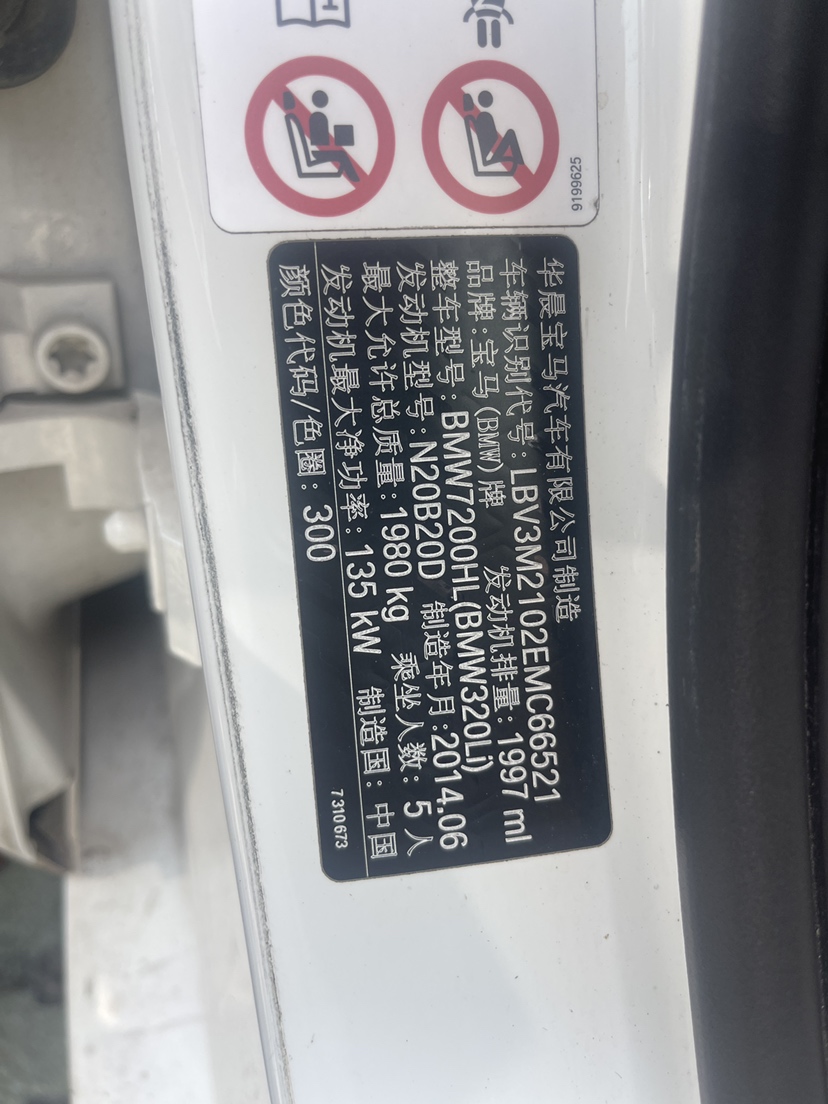 9199625
华晨宝马汽车有限公司制造
车辆识别代号:LBV3M2102EMC66521
品牌:宝马(BMW)牌 发动机排量:1997 ml
整车型号:BMW7200HL(BMW320Li)
发动机型号:N20B20D 制造年月:2014.06
最大允许总质量:1980 kg 乘坐人数:5人
发动机最大净功率:135 kW 制造国:中国
颜色代码/色圈:300
7 310 673